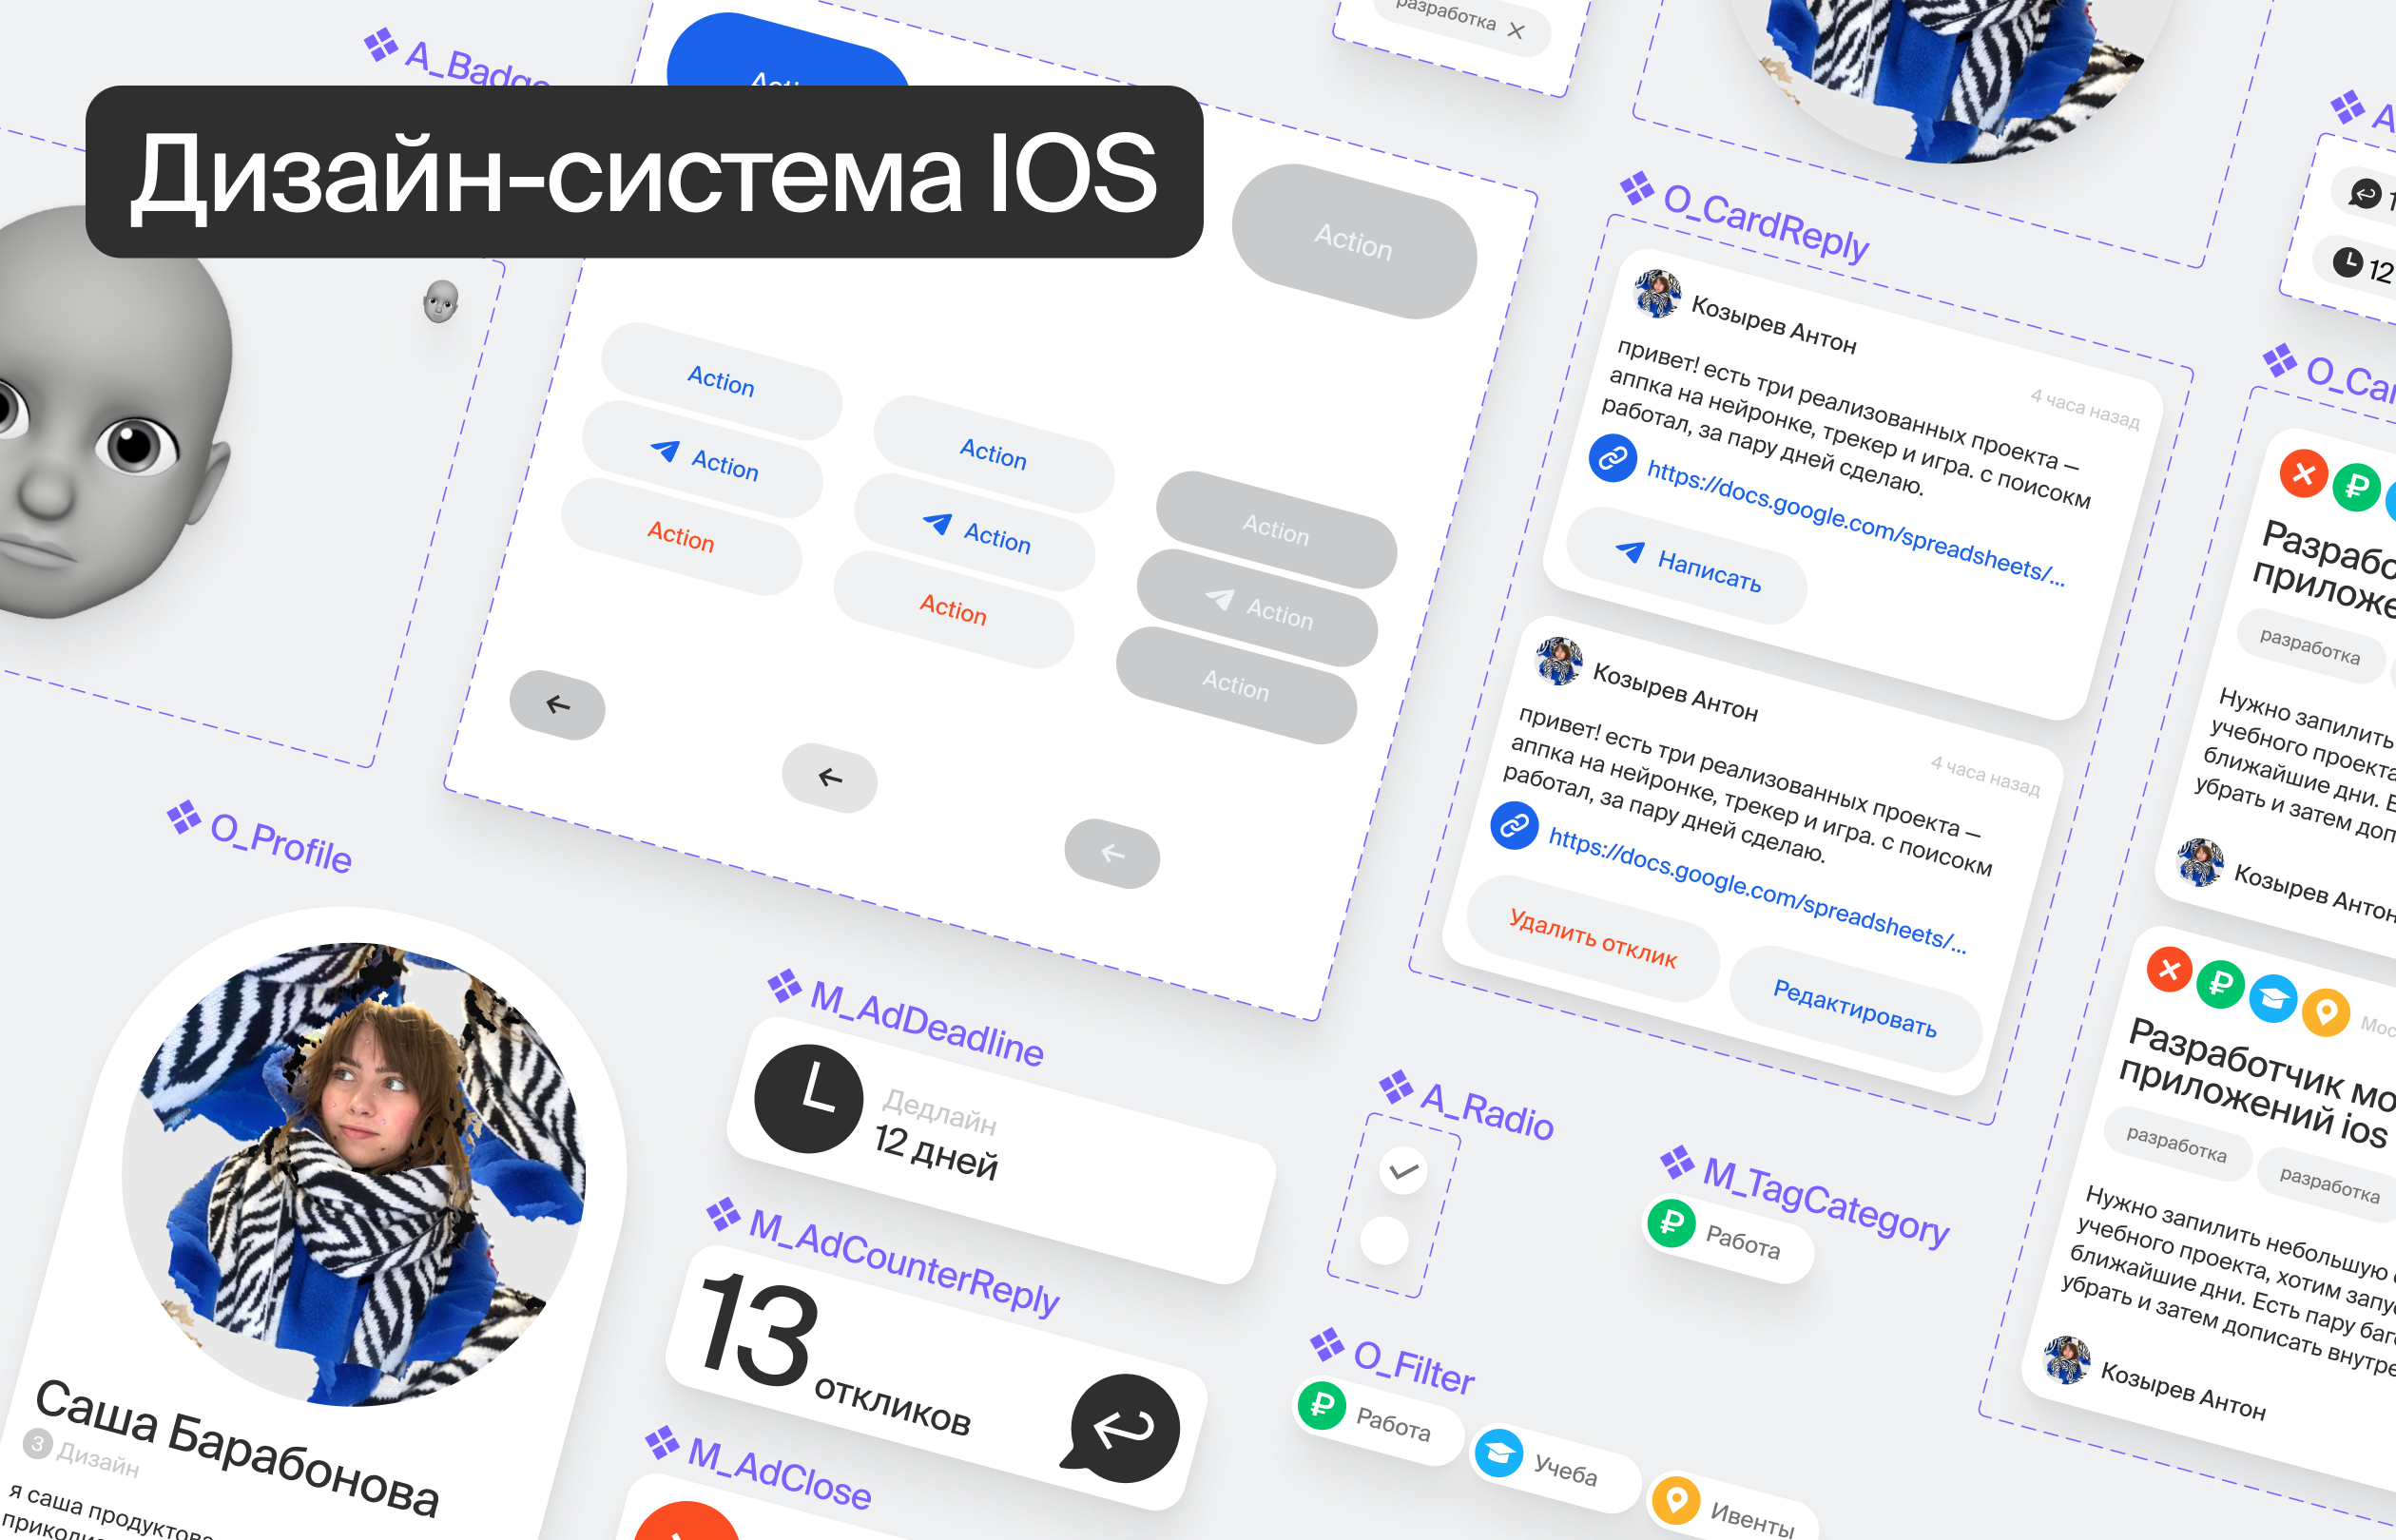 Дизайн-система IOS
A_Badge
разработка
Action
Action
Action
Action
Action
Action
Action
Action
Action
Action
O_CardReply
Козырев Антон
4 часа назад
привет! есть три реализованных проекта —
аппка на нейронке, трекер и игра. с поисокм
работал, за пару дней сделаю.
https://docs.google.com/spreadsheets/...
Написать
Козырев Антон
4 часа назад
привет! есть три реализованных проекта —
аппка на нейронке, трекер и игра. с поисокм
работал, за пару дней сделаю.
https://docs.google.com/spreadsheets/...
Удалить отклик
Редактировать
12
O_Car
Разрабо
приложе
разработка
Нужно запилить
учебного проекта
ближайшие дни. Е
убрать и затем доп
Козырев Антон
Мос
Разработчик мо
приложений ios
разработка
разработка
Нужно запилить небольшую
учебного проекта, хотим запус
ближайшие дни. Есть пару баго
убрать и затем дописать внутре
Козырев Антон
O_Profile
Саша Барабонова
3 Дизайн
я саша продуктова
M_AdDeadline
Дедлайн
12 дней
M_AdCounterReply
13 откликов
M_AdClose
A_Radio
M_TagCategory
Работа
O_Filter
Работа
Учеба
Ивенты